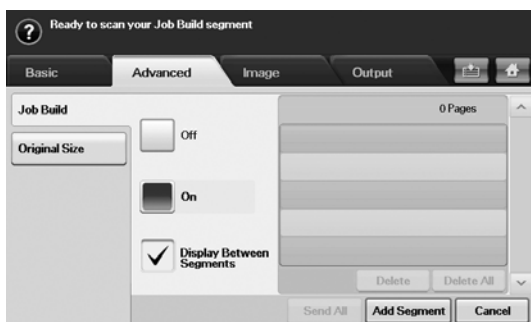 Ready to scan your Job Build segment
Basic
Advanced
Image
Output
Job Build
0 Pages
Off
Original Size
On
Display Between
Segments
Delete
Delete All
Send All
Add Segment
Cancel